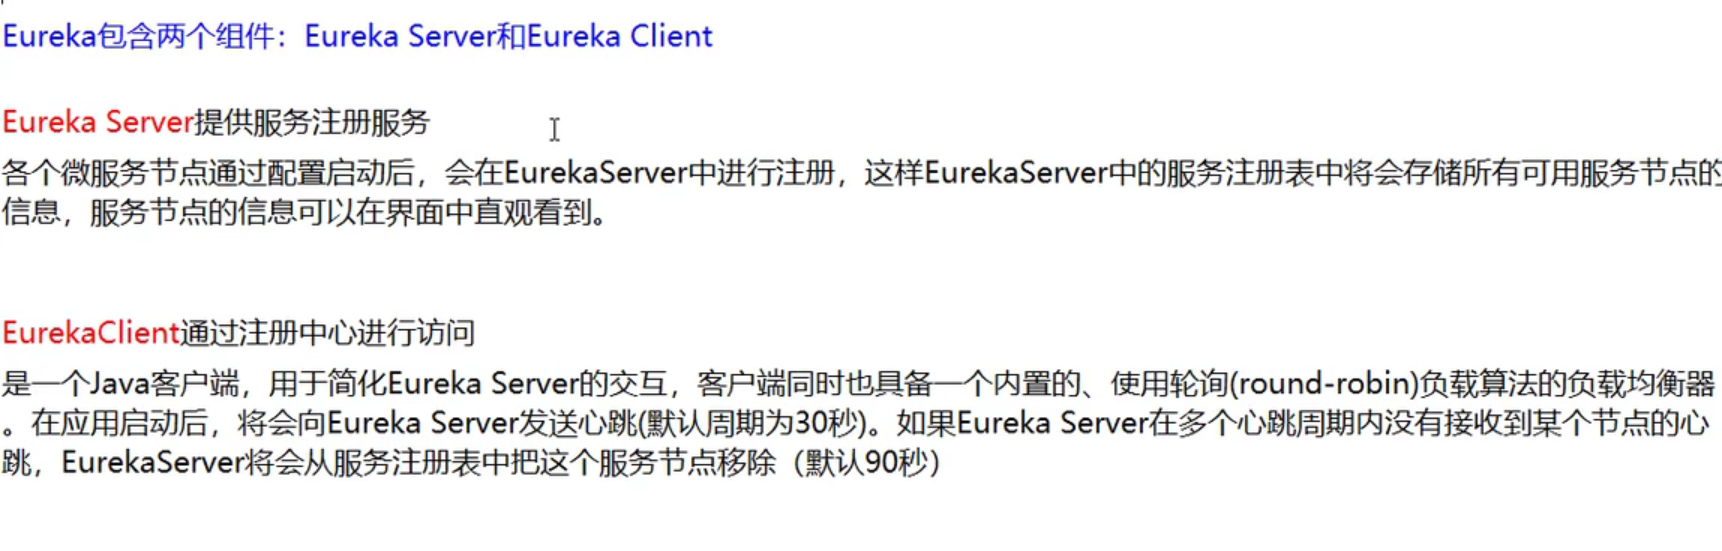 Eureka包含两个组件：Eureka Server和Eureka Client
Eureka Server提供服务注册服务
各个微服务节点通过配置启动后，会在EurekaServer中进行注册，这样EurekaServer中的服务注册表中将会存储所有可用服务节点的
信息，服务节点的信息可以在界面中直观看到。
EurekaClient通过注册中心进行访问
是一个Java客户端，用于简化Eureka Server的交互，客户端同时也具备一个内置的、使用轮询(round-robin)负载算法的负载均衡器
。在应用启动后，将会向Eureka Server发送心跳(默认周期为30秒)。如果Eureka Server在多个心跳周期内没有接收到某个节点的心
跳，EurekaServer将会从服务注册表中把这个服务节点移除（默认90秒）